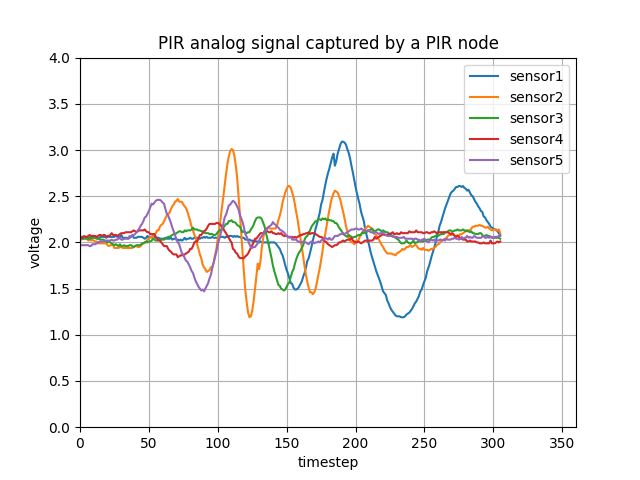 PIR analog signal captured by a PIR node
4.0
3.5
3.0
2.5
2.0
1.5
1.0
0.5
0.0
voltage
sensor1
sensor2
sensor3
sensor4
sensor5
0 50 100 150 200 250 300 350
timestep